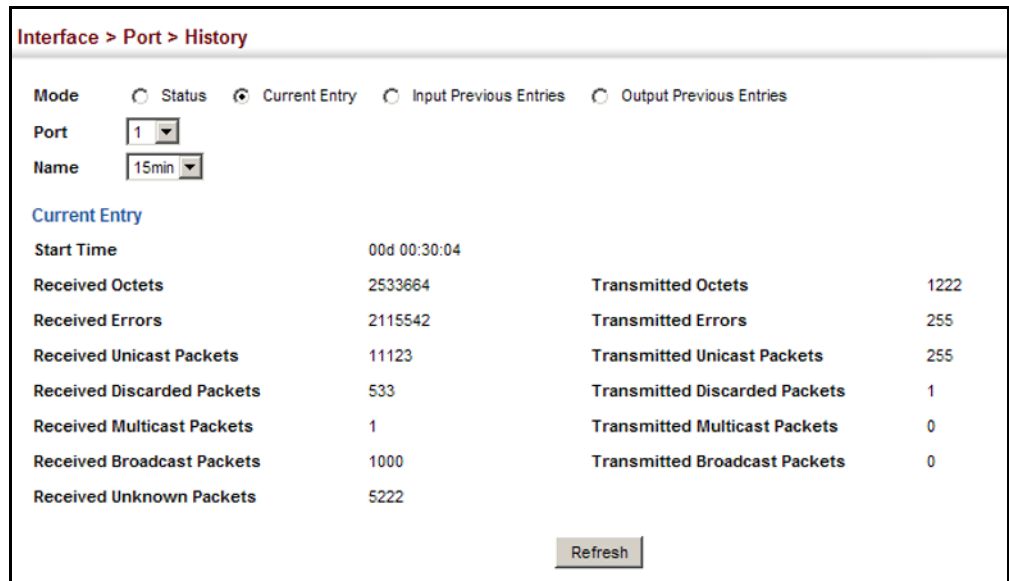 Interface > Port > History
Mode Status Current Entry Input Previous Entries Output Previous Entries
Port 1
Name 15min
Current Entry
Start Time 00d 00:30:04
Received Octets 2533664 Transmitted Octets 1222
Received Errors 2115542 Transmitted Errors 255
Received Unicast Packets 11123 Transmitted Unicast Packets 255
Received Discarded Packets 533 Transmitted Discarded Packets 1
Received Multicast Packets 1 Transmitted Multicast Packets 0
Received Broadcast Packets 1000 Transmitted Broadcast Packets 0
Received Unknown Packets 5222
Refresh